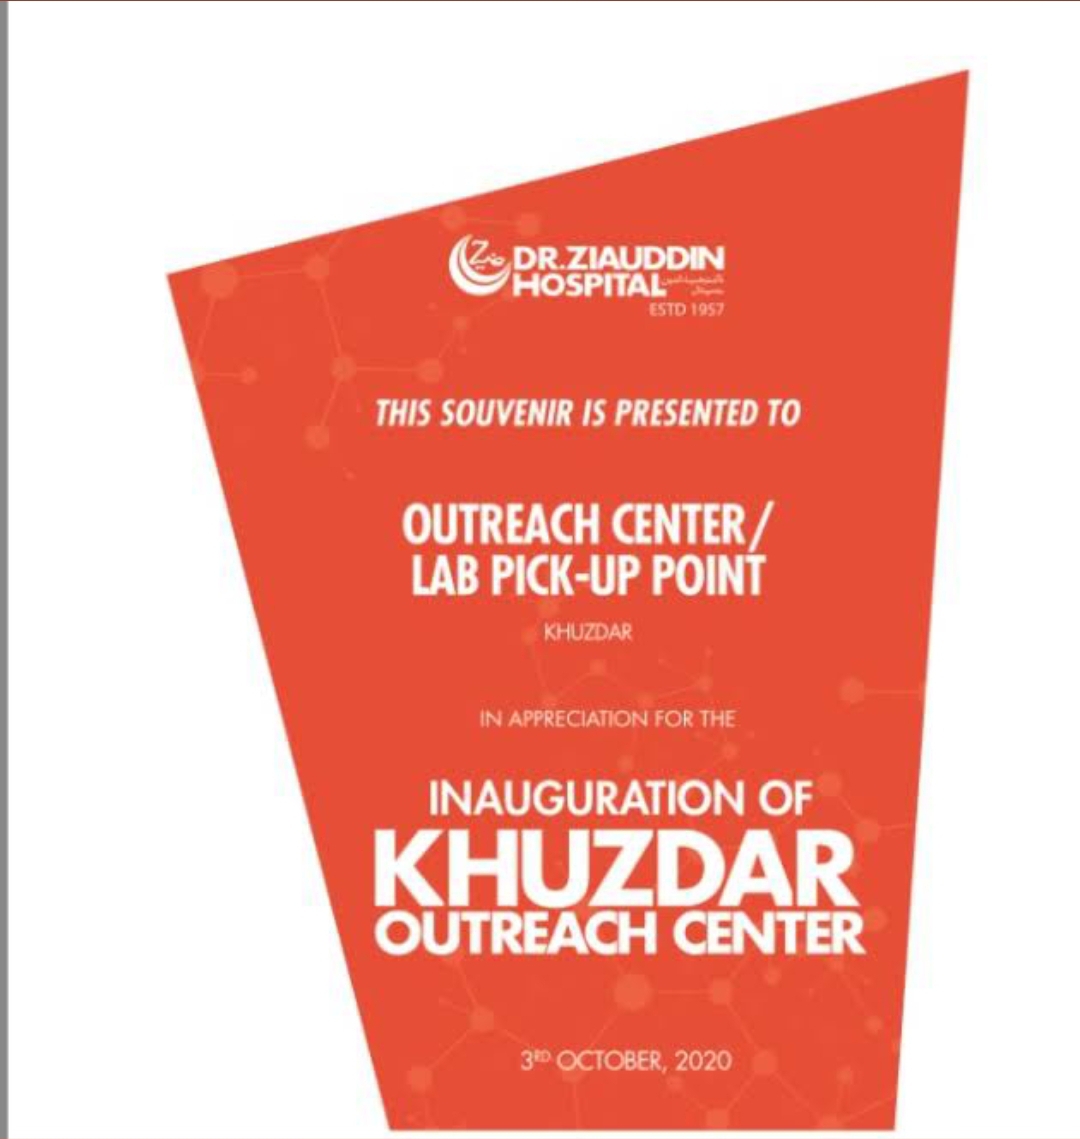 DR.ZIAUDDIN
HOSPITAL
ESTD 1957
THIS SOUVENIR IS PRESENTED TO
OUTREACH CENTER/
LAB PICK-UP POINT
KHUZDAR
IN APPRECIATION FOR THE
INAUGURATION OF
KHUZDAR
OUTREACH CENTER
3RD OCTOBER, 2020